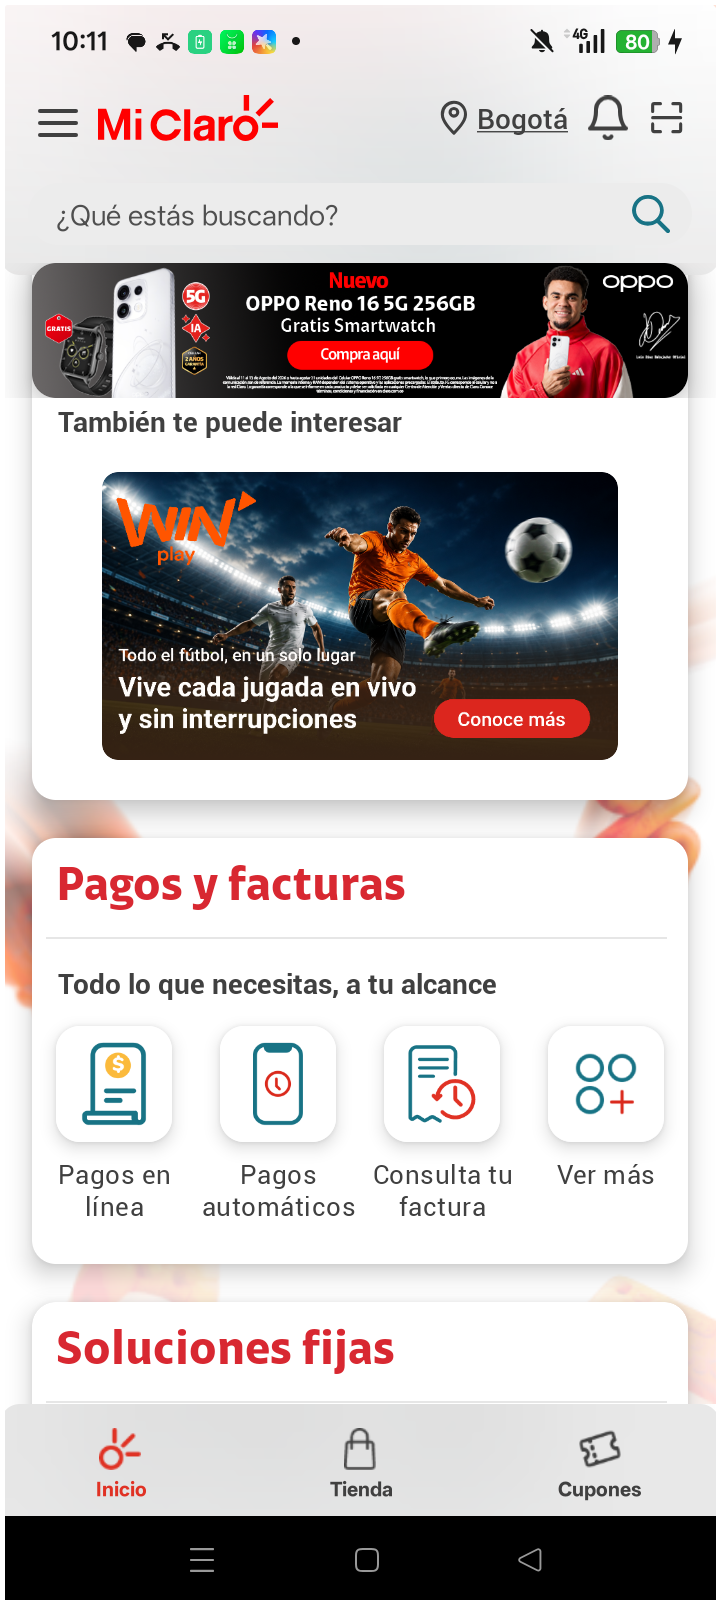 10:11
4G
80
Mi Claro
Bogotá
¿Qué estás buscando?
GRATIS
5G
IA
2 AÑOS
Nuevo
OPPO Reno 16 5G 256GB
Gratis Smartwatch
Compra aquí
oppo
También te puede interesar
WIN
play
Todo el fútbol, en un solo lugar
Vive cada jugada en vivo
y sin interrupciones
Conoce más
Pagos y facturas
Todo lo que necesitas, a tu alcance
Pagos en
línea
Pagos
automáticos
Consulta tu
factura
Ver más
Soluciones fijas
Inicio
Tienda
Cupones